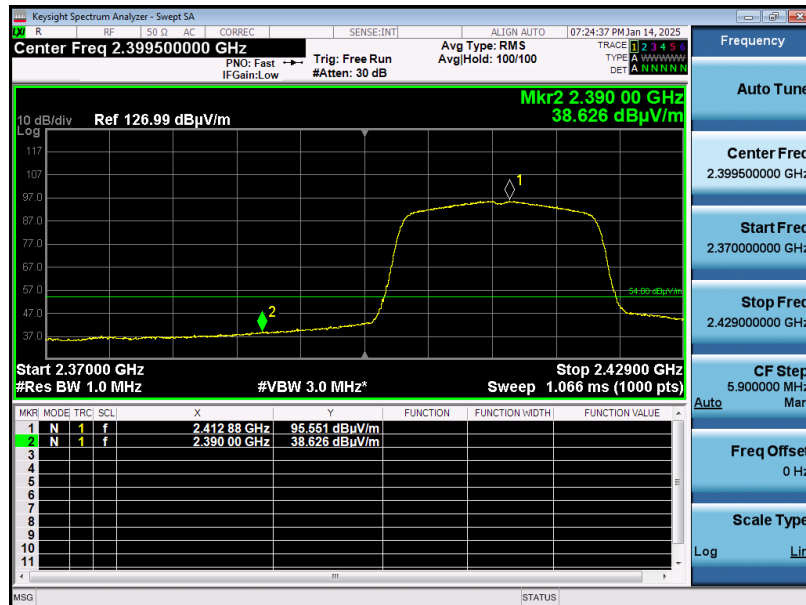 Keysight Spectrum Analyzer - Swept SA
LXI R RF 50 Ω AC CORREC SENSE:INT ALIGN AUTO 07:24:37 PM Jan 14, 2025
Center Freq 2.399500000 GHz
PNO: Fast
IFGain:Low
Trig: Free Run
#Atten: 30 dB
Avg Type: RMS
Avg|Hold: 100/100
TRACE 1 2 3 4 5 6
TYPE A WWWWW
DET A N N N N N
Mkr2 2.390 00 GHz
38.626 dBµV/m
10 dB/div Ref 126.99 dBµV/m
Log
117
107
97.0
87.0
77.0
67.0
57.0
47.0
37.0
1
2
54.00 dBµV/m
Start 2.37000 GHz Stop 2.42900 GHz
#Res BW 1.0 MHz #VBW 3.0 MHz* Sweep 1.066 ms (1000 pts)
MKR MODE TRC SCL X Y FUNCTION FUNCTION WIDTH FUNCTION VALUE
1 N 1 f 2.412 88 GHz 95.551 dBµV/m
2 N 1 f 2.390 00 GHz 38.626 dBµV/m
3
4
5
6
7
8
9
10
11
MSG STATUS
Frequency
Auto Tune
Center Freq
2.399500000 GHz
Start Freq
2.370000000 GHz
Stop Freq
2.429000000 GHz
CF Step
5.900000 MHz
Auto Man
Freq Offset
0 Hz
Scale Type
Log Lin